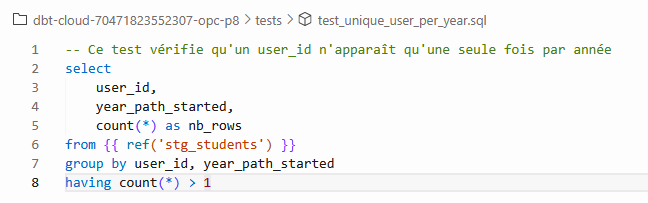 dbt-cloud-70471823552307-opc-p8 > tests > test_unique_user_per_year.sql
1 -- Ce test vérifie qu'un user_id n'apparaît qu'une seule fois par année
2 select
3     user_id,
4     year_path_started,
5     count(*) as nb_rows
6 from {{ ref('stg_students') }}
7 group by user_id, year_path_started
8 having count(*) > 1